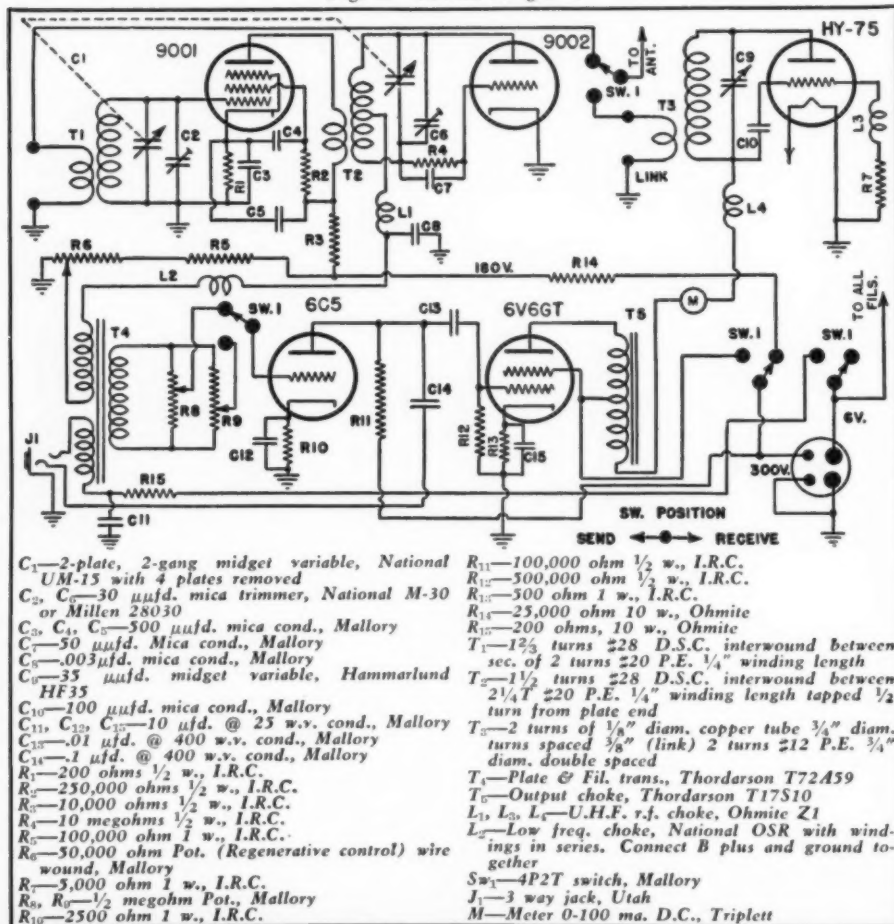 9001
9002
HY-75
C1
TO ANT.
SW.1
C9
T1
C2
C4
C6
T3
C10
L3
R1
C3
R2
T2
R4
C7
LINK
R7
C5
L1
C8
L4
R3
R6
R5
L2
180V.
R14
M
TO ALL FILS.
T4
SW.1
6C5
C13
6V6GT
T5
SW.1
SW.1
R8
R9
R11
C14
6V.
J1
C12
R10
R12
R13
C15
300V.
R15
C11
SW. POSITION
SEND
RECEIVE
C1—2-plate, 2-gang midget variable, National
UM-15 with 4 plates removed
C2, C6—30 µµfd. mica trimmer, National M-30
or Millen 28030
C3, C4, C5—500 µµfd. mica cond., Mallory
C7—50 µµfd. Mica cond., Mallory
C8—.003µfd. mica cond., Mallory
C9—35 µµfd. midget variable, Hammarlund
HF35
C10—100 µµfd. mica cond., Mallory
C11, C12, C15—10 µfd. @ 25 w.v. cond., Mallory
C13—.01 µfd. @ 400 w.v. cond., Mallory
C14—.1 µfd. @ 400 w.v. cond., Mallory
R1—200 ohms ½ w., I.R.C.
R2—250,000 ohms ½ w., I.R.C.
R3—10,000 ohms ½ w., I.R.C.
R4—10 megohms ½ w., I.R.C.
R5—100,000 ohm 1 w., I.R.C.
R6—50,000 ohm Pot. (Regenerative control) wire
wound, Mallory
R7—5,000 ohm 1 w., I.R.C.
R8, R9—½ megohm Pot., Mallory
R10—2500 ohm 1 w., I.R.C.
R11—100,000 ohm ½ w., I.R.C.
R12—500,000 ohm ½ w., I.R.C.
R13—500 ohm 1 w., I.R.C.
R14—25,000 ohm 10 w., Ohmite
R15—200 ohms, 10 w., Ohmite
T1—1⅔ turns #28 D.S.C. interwound between
sec. of 2 turns #20 P.E. ¼" winding length
T2—1½ turns #28 D.S.C. interwound between
2¼T #20 P.E. ¼" winding length tapped ½
turn from plate end
T3—2 turns of ⅛" diam. copper tube ¾" diam.
turns spaced ⅜" (link) 2 turns #12 P.E. ¾"
diam. double spaced
T4—Plate & Fil. trans., Thordarson T72A59
T5—Output choke, Thordarson T17S10
L1, L3, L4—U.H.F. r.f. choke, Ohmite Z1
L2—Low freq. choke, National OSR with wind-
ings in series. Connect B plus and ground to-
gether
Sw1—4P2T switch, Mallory
J1—3 way jack, Utah
M—Meter 0-100 ma. D.C., Triplett